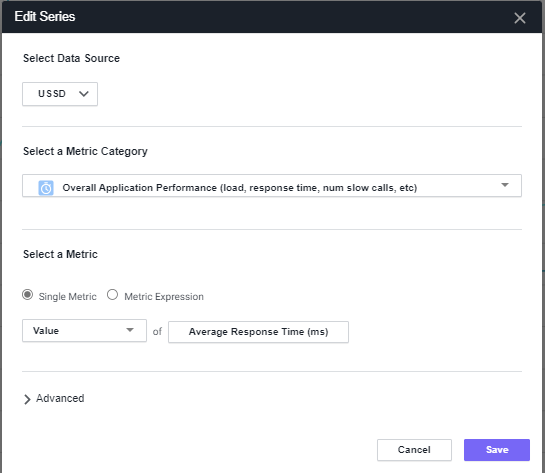 Edit Series
Select Data Source
USSD
Select a Metric Category
Overall Application Performance (load, response time, num slow calls, etc)
Select a Metric
Single Metric Metric Expression
Value of Average Response Time (ms)
Advanced
Cancel Save